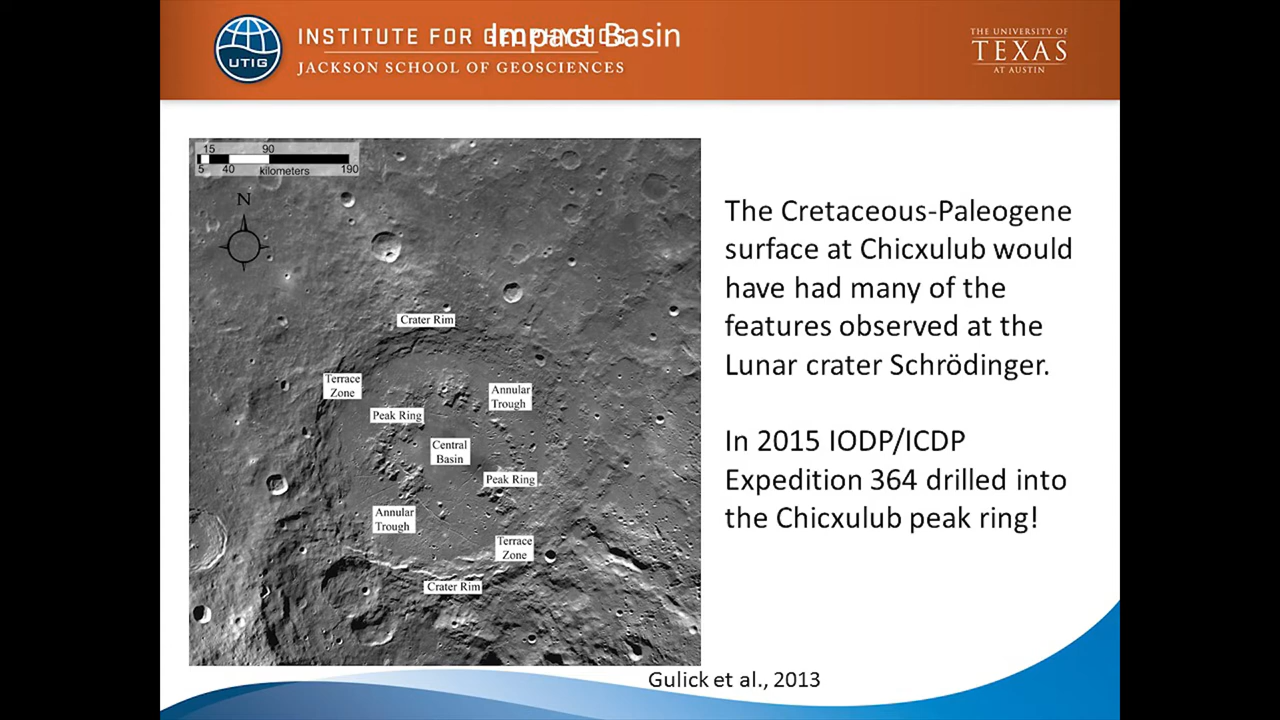 INSTITUTE FOR GEOPHYSICS
Impact Basin
JACKSON SCHOOL OF GEOSCIENCES
UTIG
THE UNIVERSITY OF
TEXAS
AT AUSTIN
15 90
5 40 kilometers 190
N
Crater Rim
Terrace
Zone
Annular
Trough
Peak Ring
Central
Basin
Peak Ring
Annular
Trough
Terrace
Zone
Crater Rim
The Cretaceous-Paleogene
surface at Chicxulub would
have had many of the
features observed at the
Lunar crater Schrödinger.
In 2015 IODP/ICDP
Expedition 364 drilled into
the Chicxulub peak ring!
Gulick et al., 2013